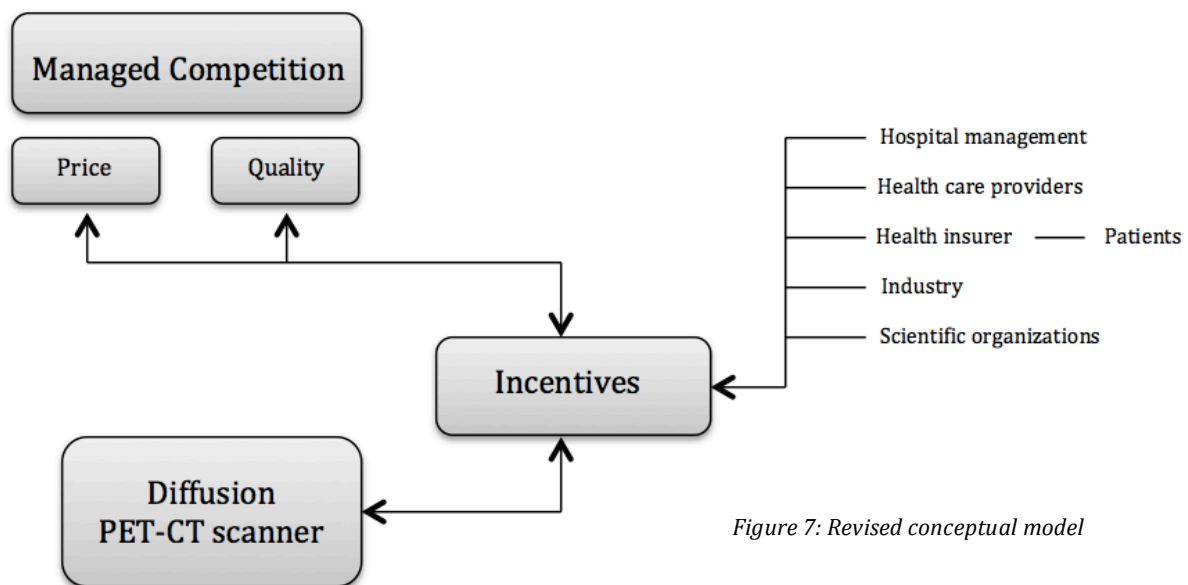 Managed Competition
Price
Quality
Hospital management
Health care providers
Health insurer
Patients
Industry
Scientific organizations
Incentives
Diffusion
PET-CT scanner
Figure 7: Revised conceptual model